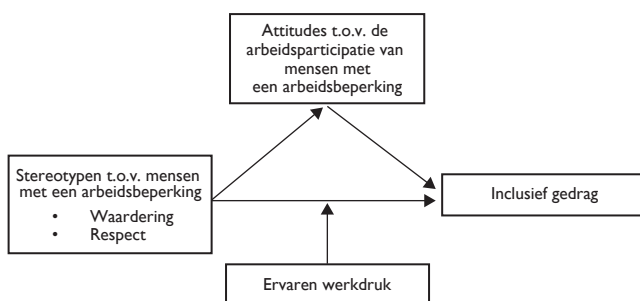 Attitudes t.o.v. de
arbeidsparticipatie van
mensen met
een arbeidsbeperking
Stereotypen t.o.v. mensen
met een arbeidsbeperking
• Waardering
• Respect
Inclusief gedrag
Ervaren werkdruk